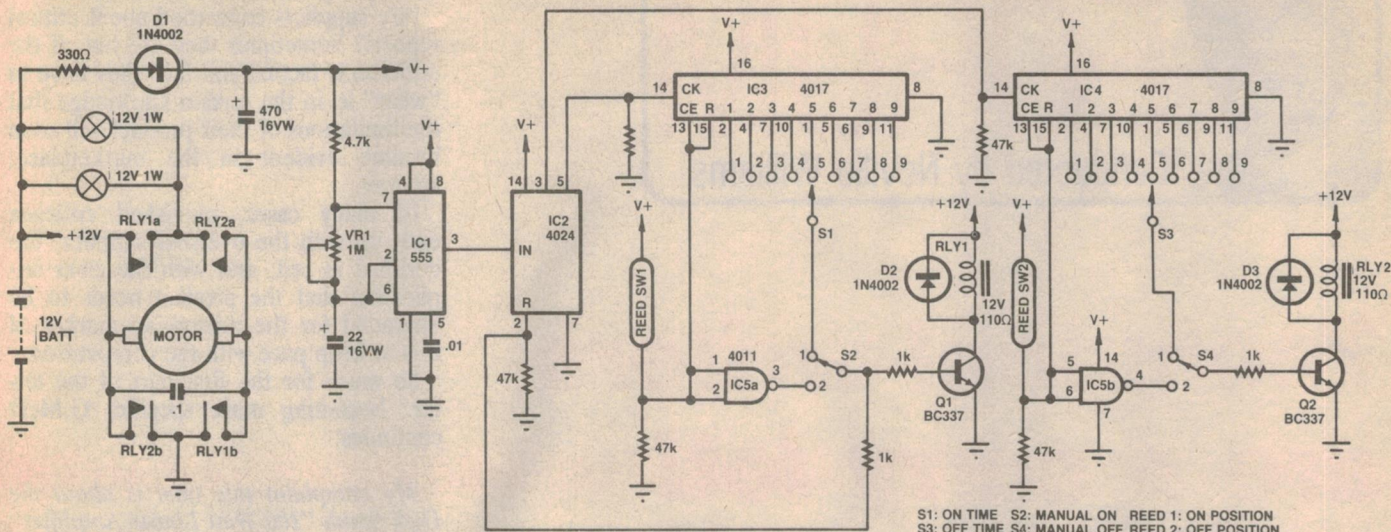 D1
1N4002
330Ω
V+
+
470
16VW
12V 1W
12V 1W
4.7k
V+
RLY1a
RLY2a
+12V
VR1
1M
7
4
8
2
6
IC1
555
3
1
5
22
16V.W
.01
12V
BATT
MOTOR
RLY2b
RLY1b
V+
14
3
5
IC2
4024
IN
R
2
7
47k
V+
16
14
CK
IC3
4017
8
CE R 1 2 3 4 5 6 7 8 9
13 15 2 4 7 10 1 5 6 9 11
1 2 3 4 5 6 7 8 9
S1
V+
REED SW1
47k
1
2
4011
IC5a
3
1
S2
2
1k
1k
+12V
RLY1
D2
1N4002
12V
110Ω
Q1
BC337
V+
16
14
CK
IC4
4017
8
CE R 1 2 3 4 5 6 7 8 9
13 15 2 4 7 10 1 5 6 9 11
1 2 3 4 5 6 7 8 9
47k
S3
V+
REED SW2
47k
V+
5
6
14
IC5b
4
7
1
S4
2
1k
+12V
RLY2
12V
110Ω
D3
1N4002
Q2
BC337
S1: ON TIME S2: MANUAL ON REED 1: ON POSITION
S3: OFF TIME S4: MANUAL OFF REED 2: OFF POSITION